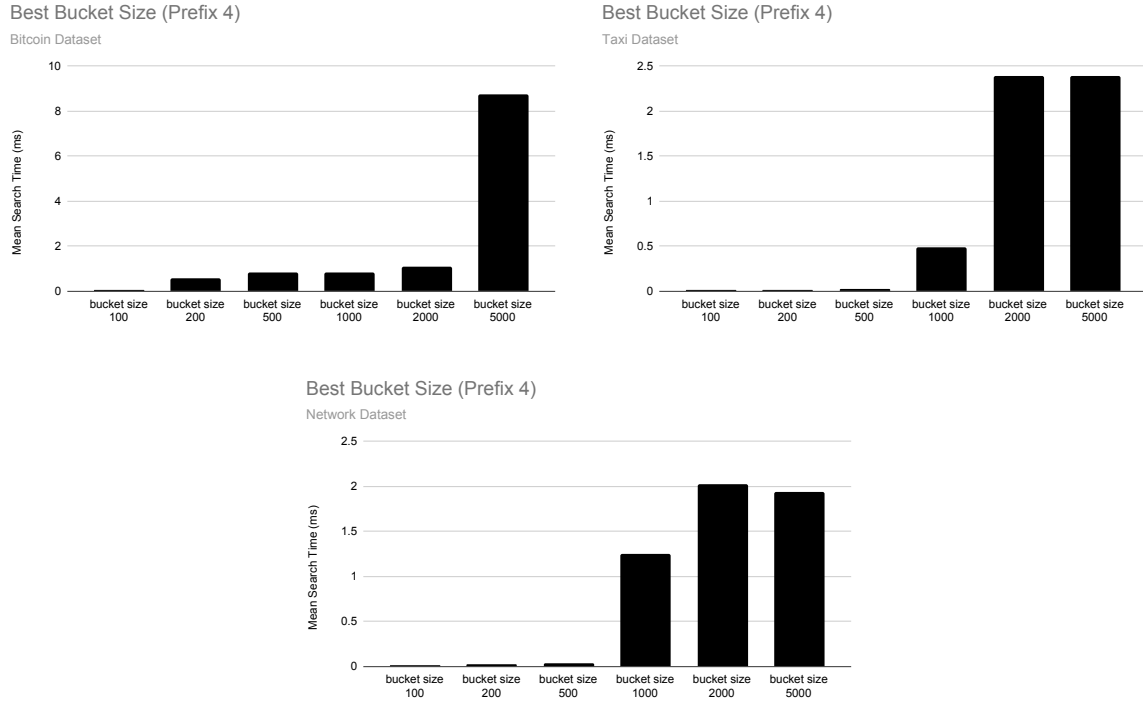 Best Bucket Size (Prefix 4)
Bitcoin Dataset
Mean Search Time (ms)
10
8
6
4
2
0
bucket size
100
bucket size
200
bucket size
500
bucket size
1000
bucket size
2000
bucket size
5000
Best Bucket Size (Prefix 4)
Taxi Dataset
Mean Search Time (ms)
2.5
2
1.5
1
0.5
0
bucket size
100
bucket size
200
bucket size
500
bucket size
1000
bucket size
2000
bucket size
5000
Best Bucket Size (Prefix 4)
Network Dataset
Mean Search Time (ms)
2.5
2
1.5
1
0.5
0
bucket size
100
bucket size
200
bucket size
500
bucket size
1000
bucket size
2000
bucket size
5000